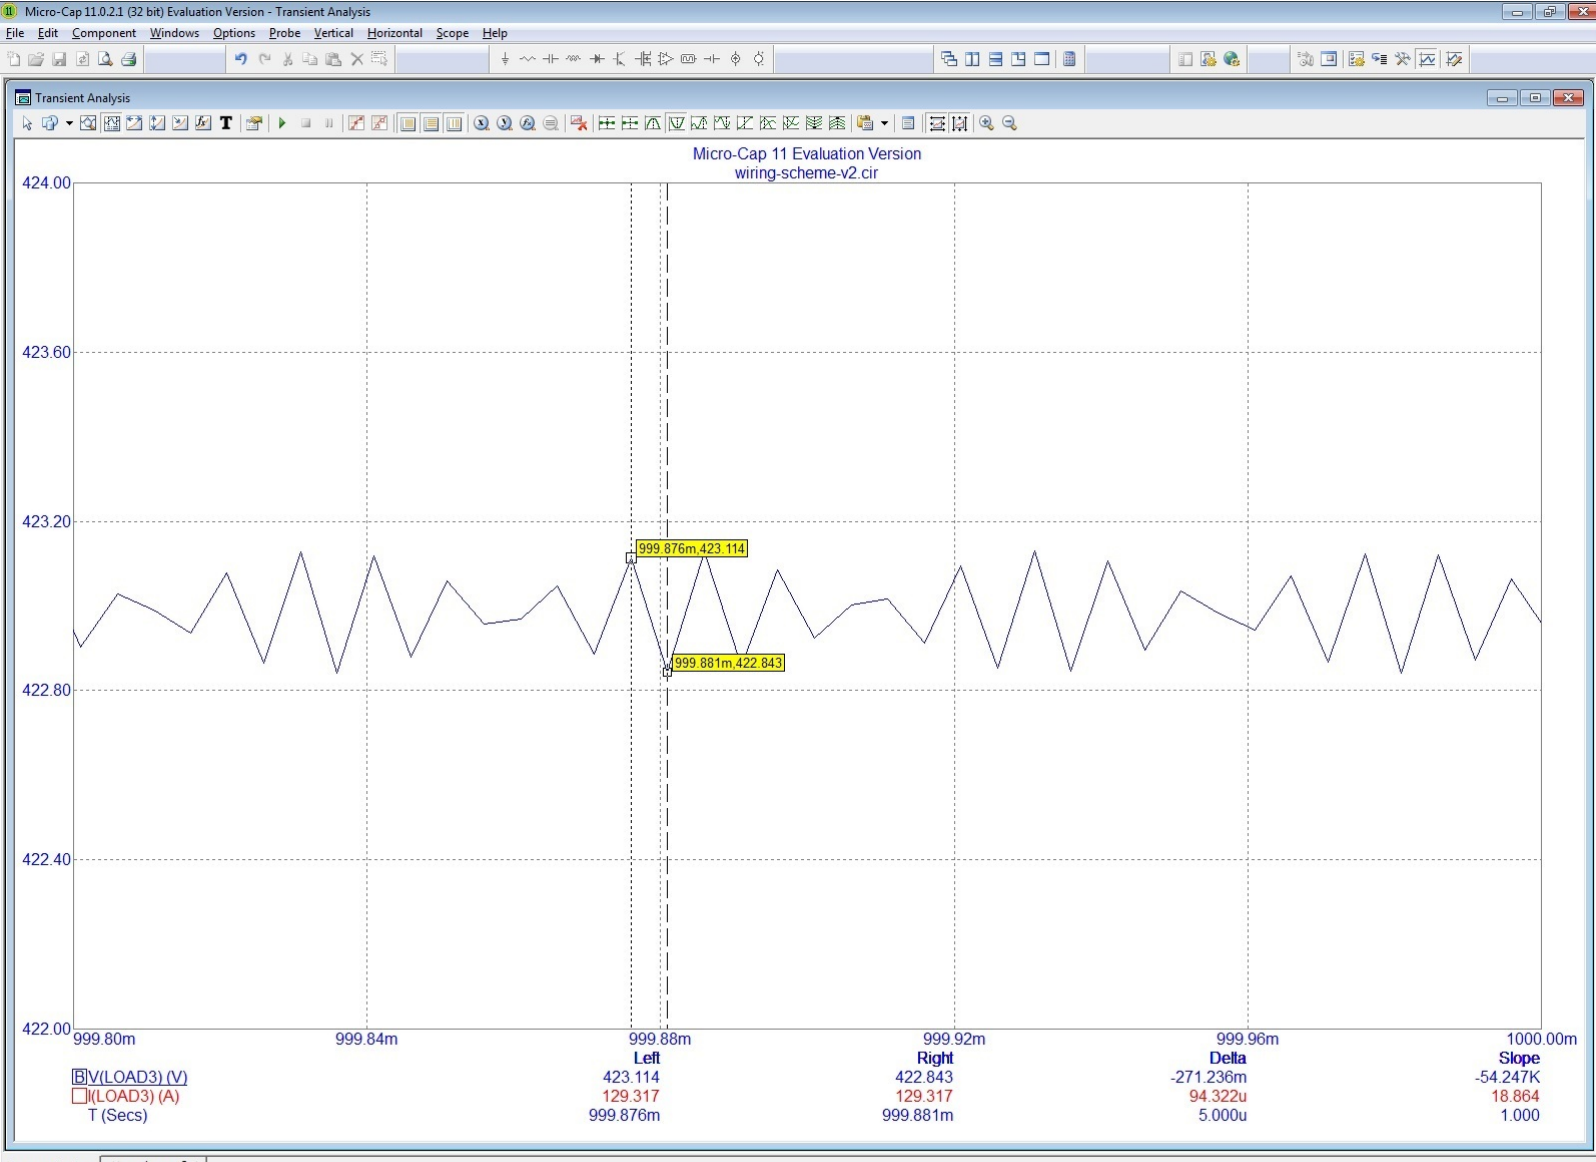 Micro-Cap 11.0.2.1 (32 bit) Evaluation Version - Transient Analysis
File Edit Component Windows Options Probe Vertical Horizontal Scope Help
Transient Analysis
Micro-Cap 11 Evaluation Version
wiring-scheme-v2.cir
424.00
423.60
423.20
999.876m,423.114
999.881m,422.843
422.80
422.40
422.00
999.80m 999.84m 999.88m 999.92m 999.96m 1000.00m
Left Right Delta Slope
B V(LOAD3) (V) 423.114 422.843 -271.236m -54.247K
I(LOAD3) (A) 129.317 129.317 94.322u 18.864
T (Secs) 999.876m 999.881m 5.000u 1.000